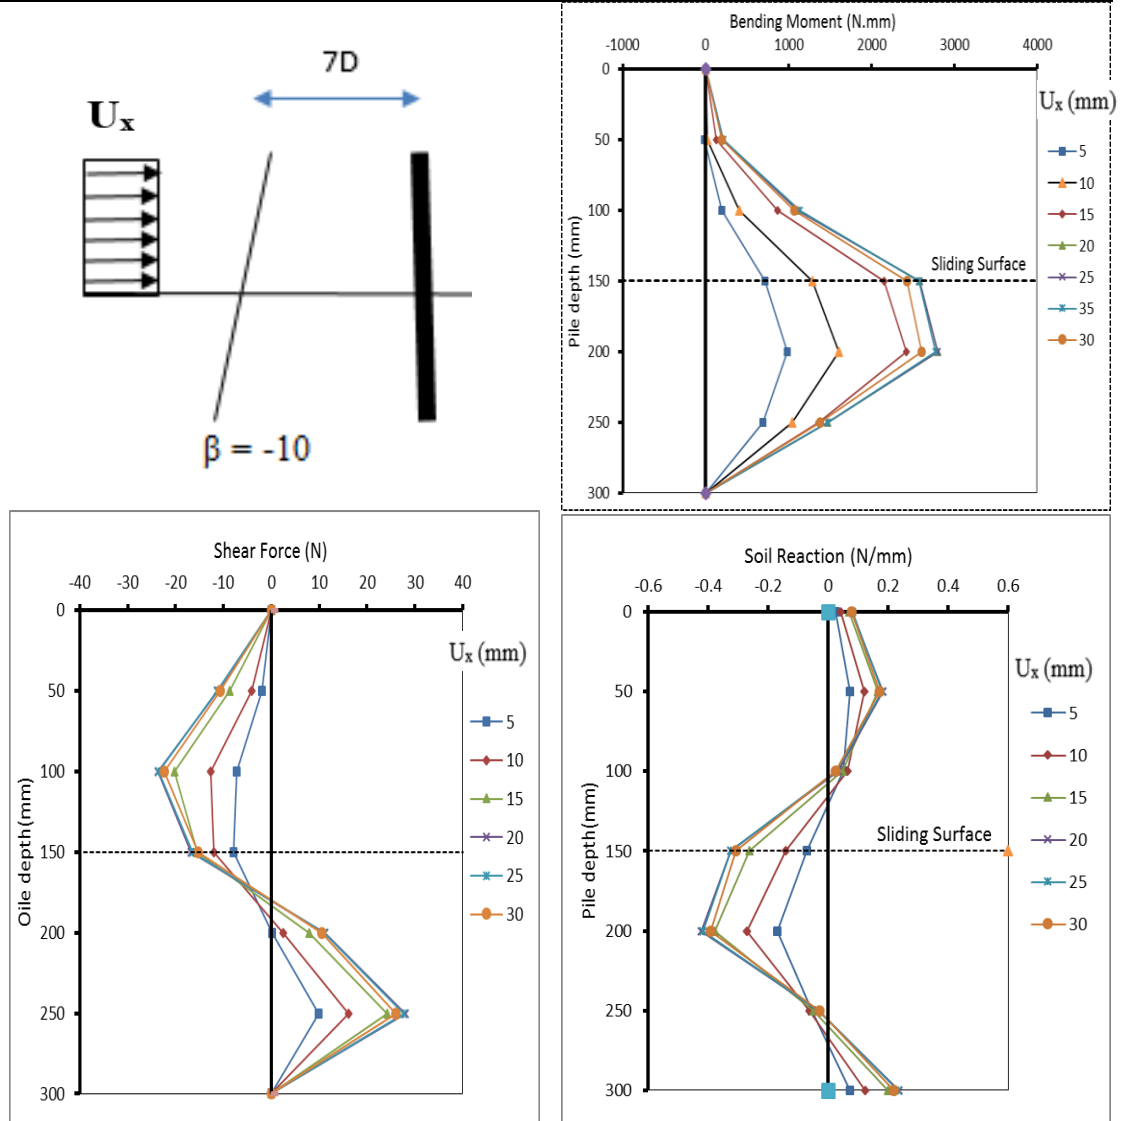 7D
Uₓ
β = -10
Bending Moment (N.mm)
-1000 0 1000 2000 3000 4000
0
50
100
150
200
250
300
Pile depth (mm)
Sliding Surface
Uₓ (mm)
5
10
15
20
25
35
30
Shear Force (N)
-40 -30 -20 -10 0 10 20 30 40
0
50
100
150
200
250
300
Oile depth(mm)
Uₓ (mm)
5
10
15
20
25
30
Soil Reaction (N/mm)
-0.6 -0.4 -0.2 0 0.2 0.4 0.6
0
50
100
150
200
250
300
Pile depth(mm)
Sliding Surface
Uₓ (mm)
5
10
15
20
25
30